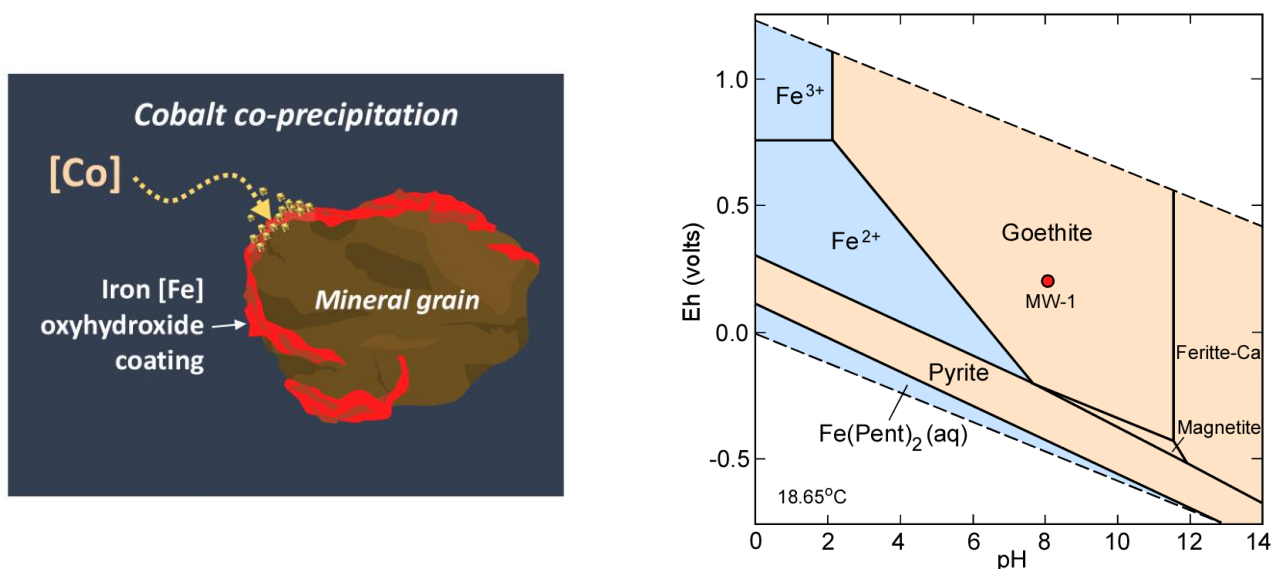 Cobalt co-precipitation
[Co]
Iron [Fe]
oxyhydroxide
coating
Mineral grain
Eh (volts)
1.0
0.5
0.0
-0.5
Fe3+
Fe2+
Goethite
MW-1
Pyrite
Fe(Pent)2 (aq)
Feritte-Ca
Magnetite
18.65°C
0 2 4 6 8 10 12 14
pH